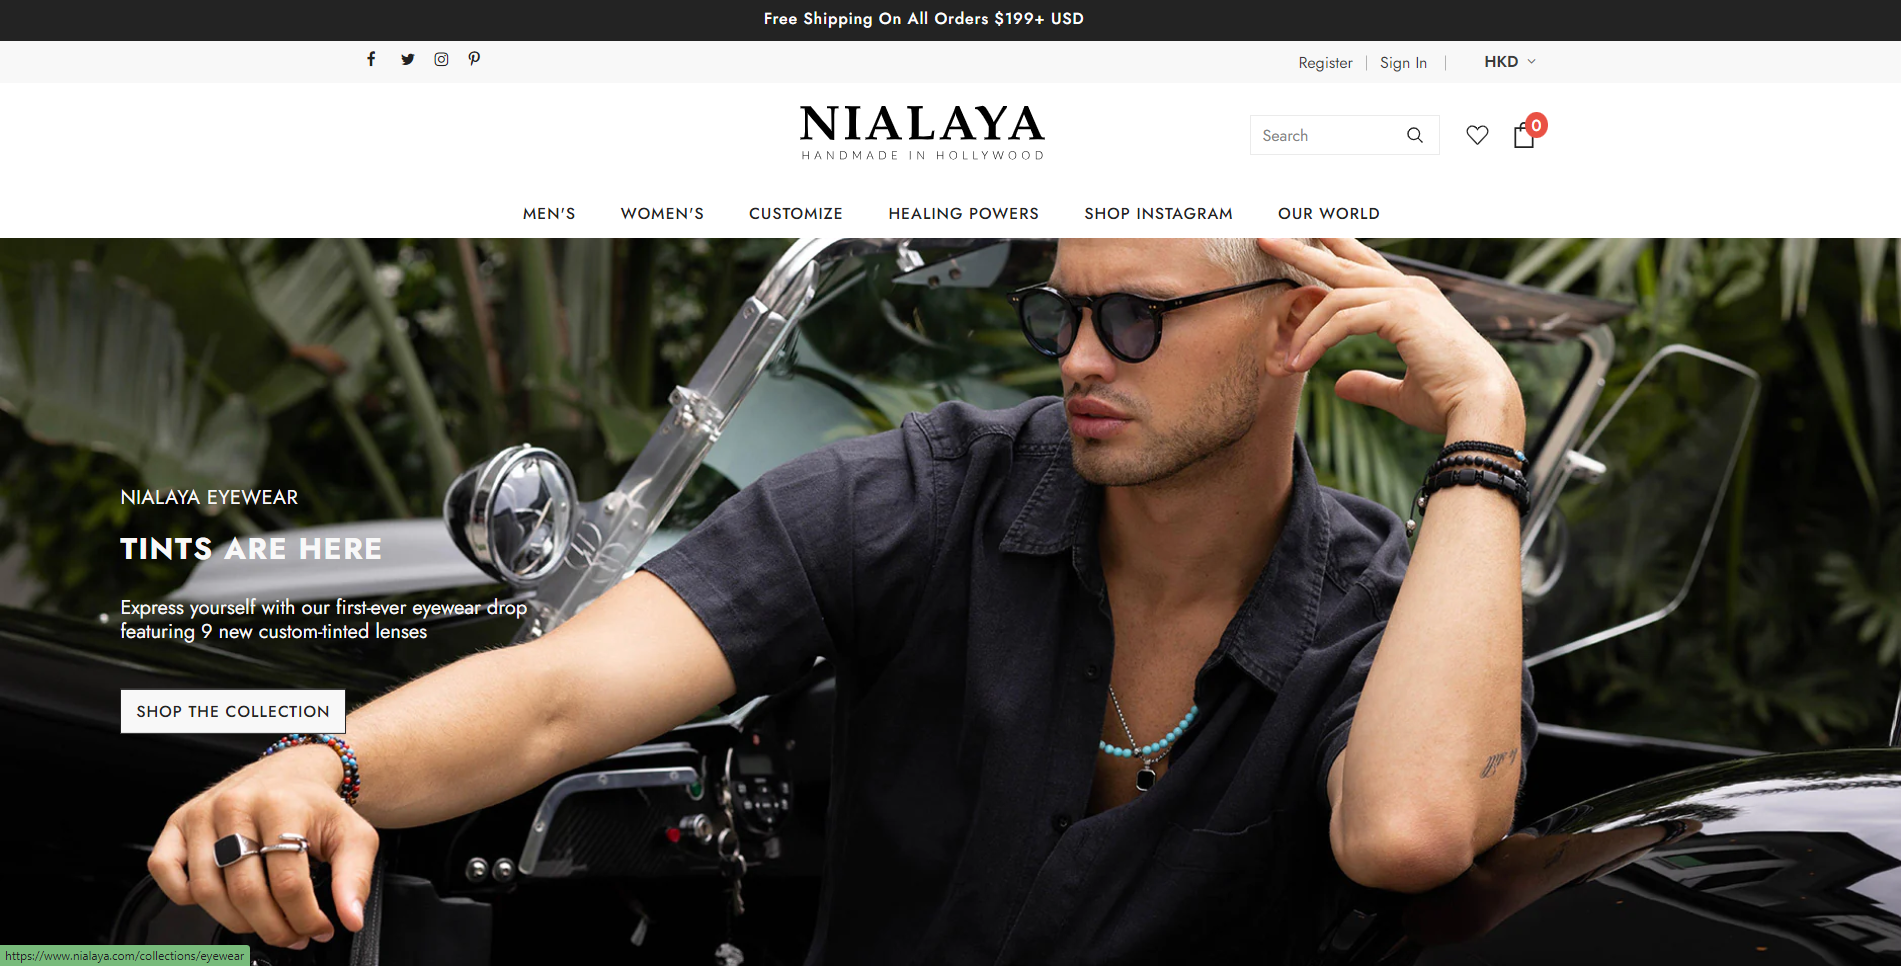 Free Shipping On All Orders $199+ USD
Register
Sign In
HKD
NIALAYA
HANDMADE IN HOLLYWOOD
Search
0
MEN'S
WOMEN'S
CUSTOMIZE
HEALING POWERS
SHOP INSTAGRAM
OUR WORLD
NIALAYA EYEWEAR
TINTS ARE HERE
Express yourself with our first-ever eyewear drop
featuring 9 new custom-tinted lenses
SHOP THE COLLECTION
https://www.nialaya.com/collections/eyewear